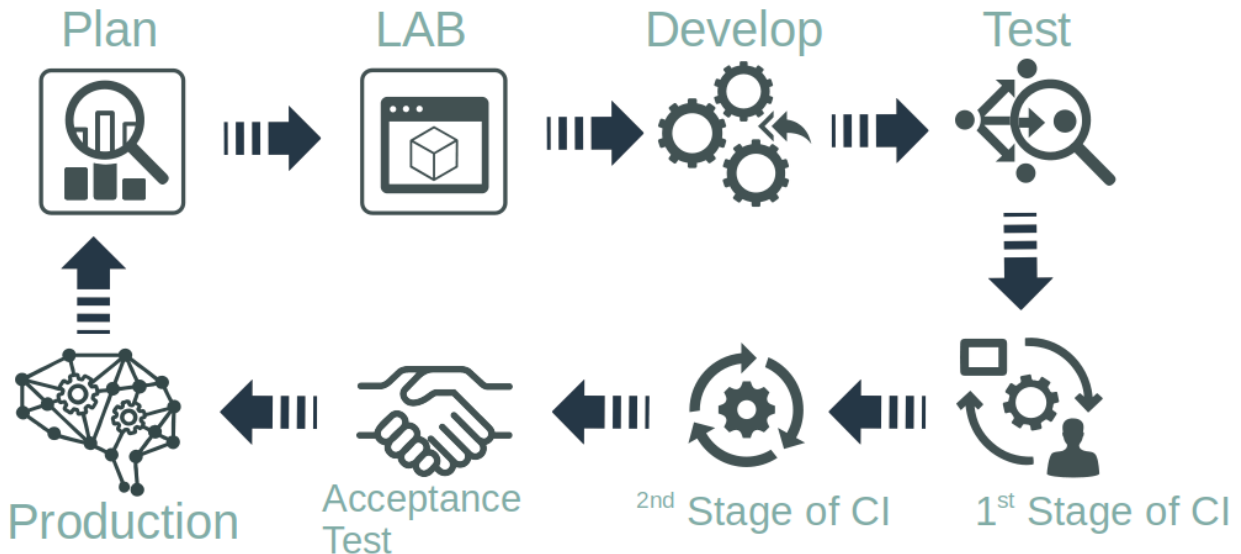 Plan
LAB
Develop
Test
Production
Acceptance
Test
2nd Stage of CI
1st Stage of CI